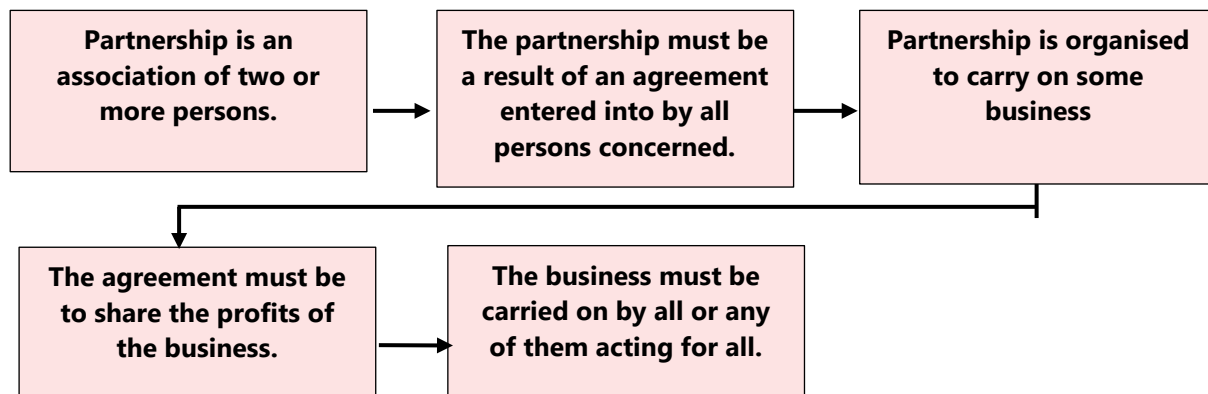 Partnership is an
association of two or
more persons.
The partnership must be
a result of an agreement
entered into by all
persons concerned.
Partnership is organised
to carry on some
business
The agreement must be
to share the profits of
the business.
The business must be
carried on by all or any
of them acting for all.